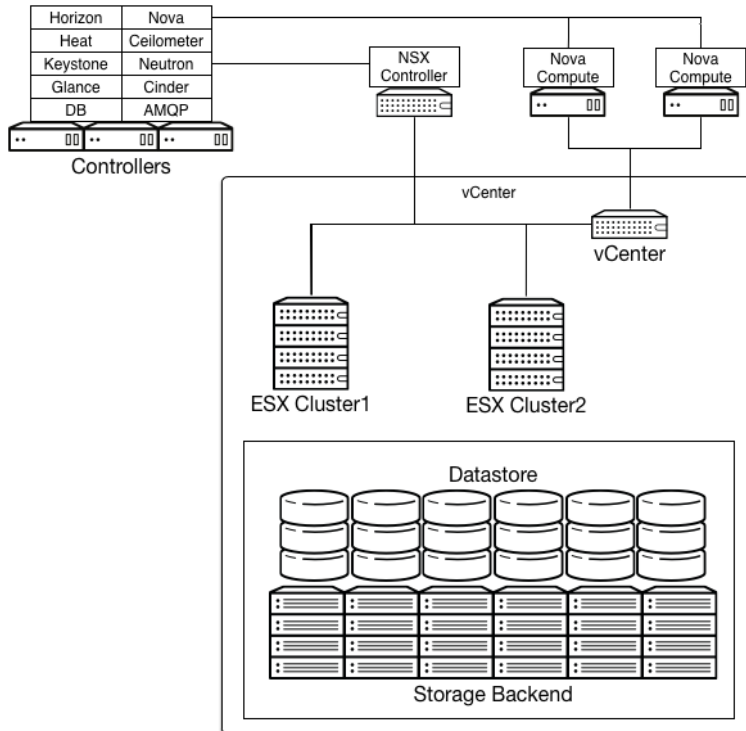 Horizon Nova
Heat Ceilometer
Keystone Neutron
Glance Cinder
DB AMQP
Controllers
NSX
Controller
Nova
Compute
Nova
Compute
vCenter
vCenter
ESX Cluster1
ESX Cluster2
Datastore
Storage Backend